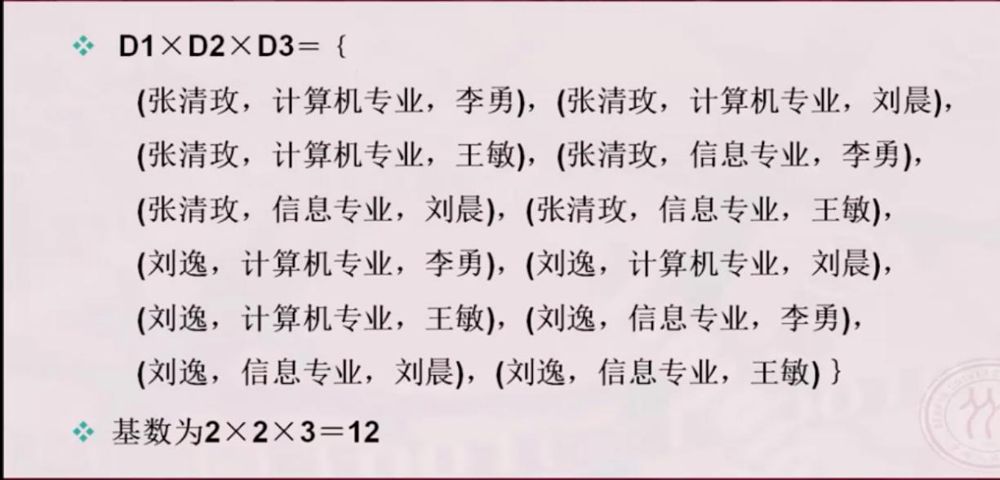 D1×D2×D3＝｛
(张清玫，计算机专业，李勇)，(张清玫，计算机专业，刘晨)，
(张清玫，计算机专业，王敏)，(张清玫，信息专业，李勇)，
(张清玫，信息专业，刘晨)，(张清玫，信息专业，王敏)，
(刘逸，计算机专业，李勇)，(刘逸，计算机专业，刘晨)，
(刘逸，计算机专业，王敏)，(刘逸，信息专业，李勇)，
(刘逸，信息专业，刘晨)，(刘逸，信息专业，王敏) ｝
基数为2×2×3＝12